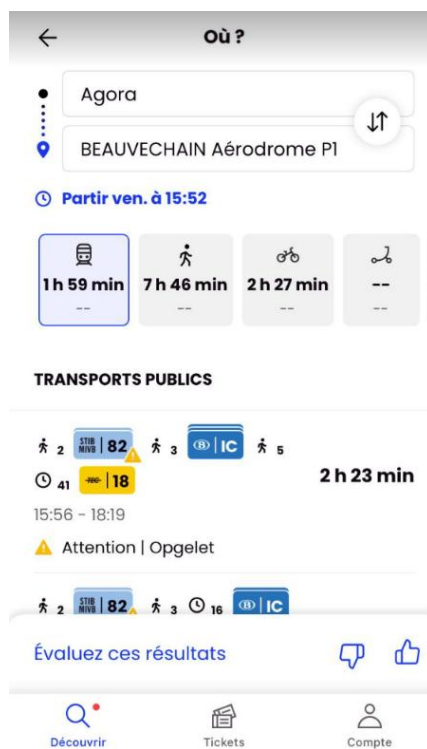 Où ?
Agora
BEAUVECHAIN Aérodrome P1
Partir ven. à 15:52
1 h 59 min 7 h 46 min 2 h 27 min --
-- -- -- --
TRANSPORTS PUBLICS
2 STIB MIVB 82 3 B IC 5
41 TEC 18 2 h 23 min
15:56 - 18:19
Attention | Opgelet
2 STIB MIVB 82 3 16 B IC
Évaluez ces résultats
Découvrir Tickets Compte